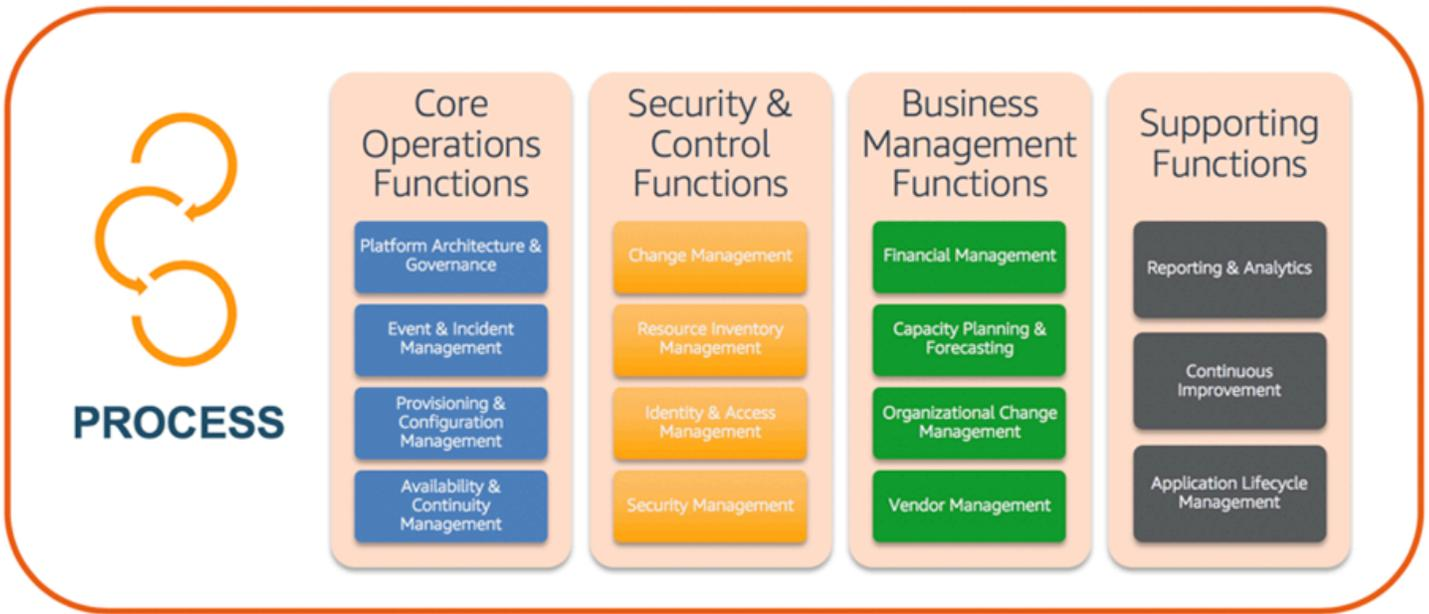 PROCESS
Core
Operations
Functions
Platform Architecture &
Governance
Event & Incident
Management
Provisioning &
Configuration
Management
Availability &
Continuity
Management
Security &
Control
Functions
Change Management
Resource Inventory
Management
Identity & Access
Management
Security Management
Business
Management
Functions
Financial Management
Capacity Planning &
Forecasting
Organizational Change
Management
Vendor Management
Supporting
Functions
Reporting & Analytics
Continuous
Improvement
Application Lifecycle
Management